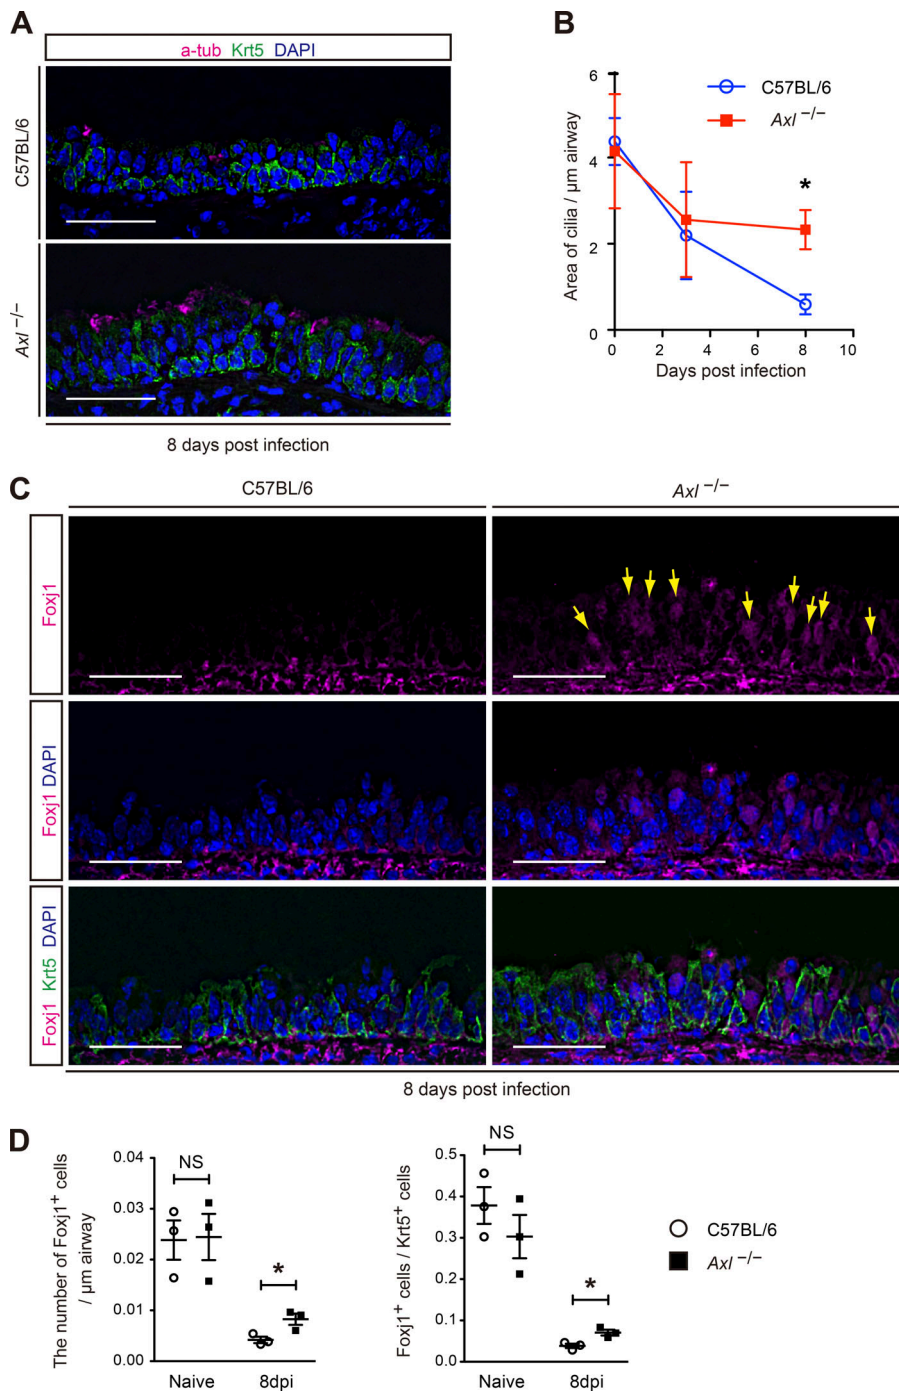 A
a-tub Krt5 DAPI
C57BL/6
Axl −/−
8 days post infection
B
6
4
2
0
Area of cilia / µm airway
C57BL/6
Axl −/−
*
0 2 4 6 8 10
Days post infection
C
C57BL/6
Axl −/−
Foxj1
Foxj1 DAPI
Foxj1 Krt5 DAPI
8 days post infection
D
The number of Foxj1+ cells
/ µm airway
0.04
0.03
0.02
0.01
0.00
NS
*
Naive 8dpi
Foxj1+ cells / Krt5+ cells
0.5
0.4
0.3
0.2
0.1
0.0
NS
*
Naive 8dpi
C57BL/6
Axl −/−